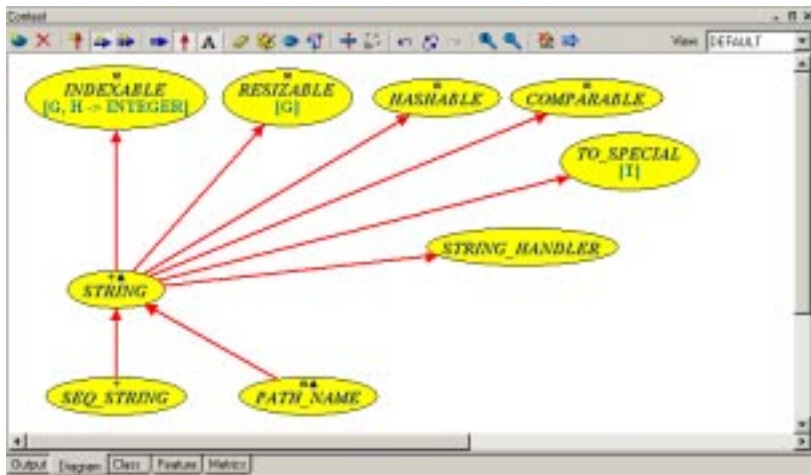 Context
View: DEFAULT
INDEXABLE
[G, H -> INTEGER]
RESIZABLE
[G]
HASHABLE
COMPARABLE
TO_SPECIAL
[T]
STRING_HANDLER
STRING
SEQ_STRING
PATH_NAME
Output Diagram Class Feature Metrics